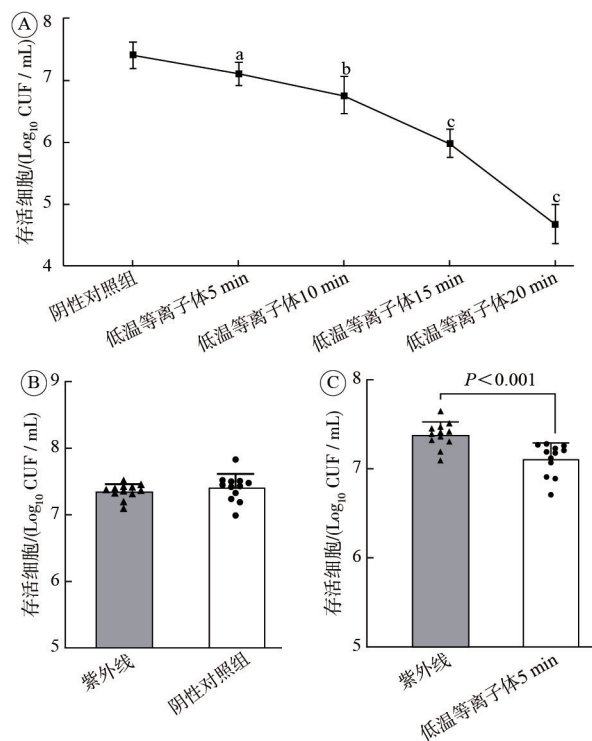 A
存活细胞/(Log10 CUF / mL)
8
7
6
5
4
a
b
c
c
阴性对照组
低温等离子体5 min
低温等离子体10 min
低温等离子体15 min
低温等离子体20 min
B
存活细胞/(Log10 CUF / mL)
9
8
7
6
5
紫外线
阴性对照组
C
存活细胞/(Log10 CUF / mL)
8
7
6
5
P<0.001
紫外线
低温等离子体5 min